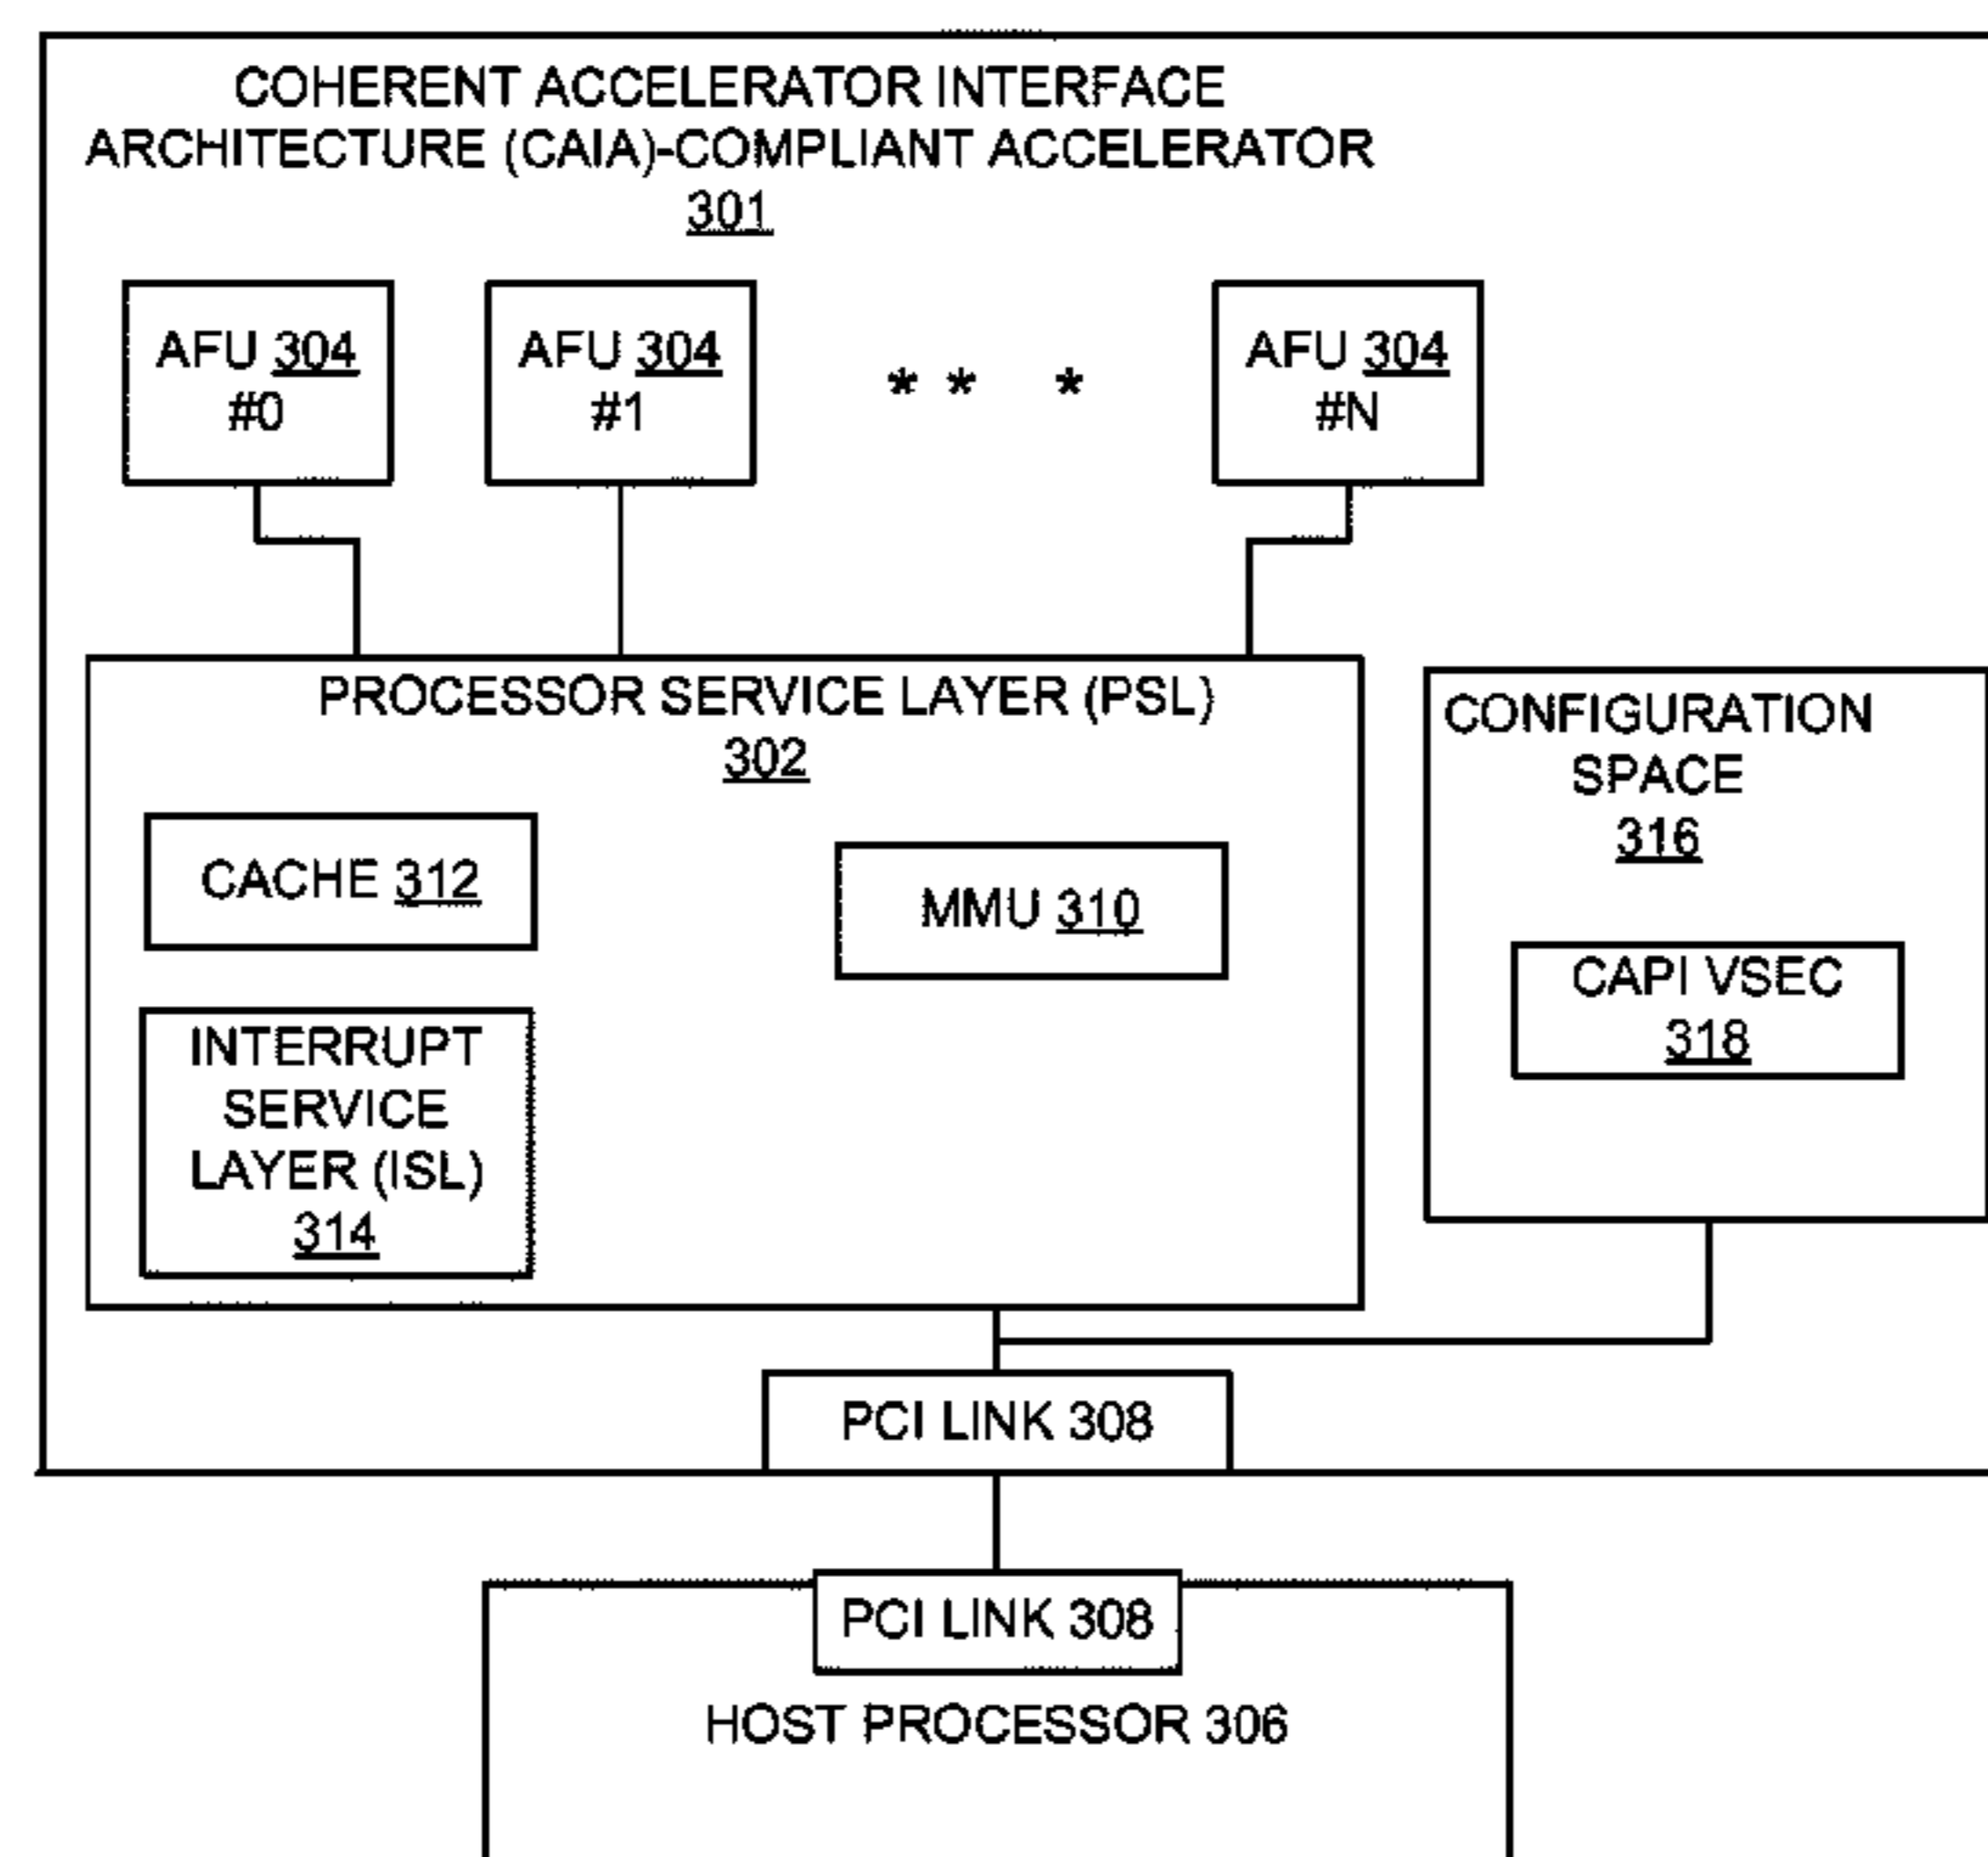 COHERENT ACCELERATOR INTERFACE
ARCHITECTURE (CAIA)-COMPLIANT ACCELERATOR
301
AFU 304
#0
AFU 304
#1
* * *
AFU 304
#N
PROCESSOR SERVICE LAYER (PSL)
302
CACHE 312
MMU 310
INTERRUPT
SERVICE
LAYER (ISL)
314
CONFIGURATION
SPACE
316
CAPI VSEC
318
PCI LINK 308
PCI LINK 308
HOST PROCESSOR 306